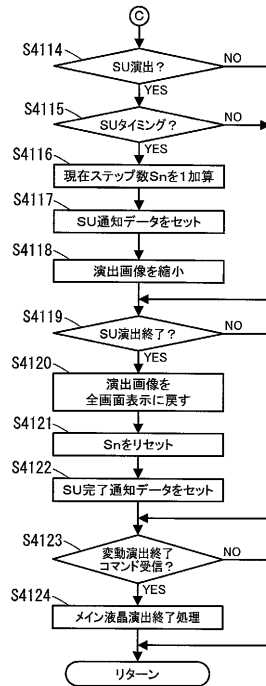 C
S4114
SU演出?
NO
YES
S4115
SUタイミング?
NO
YES
S4116
現在ステップ数Snを1加算
S4117
SU通知データをセット
S4118
演出画像を縮小
S4119
SU演出終了?
NO
YES
S4120
演出画像を
全画面表示に戻す
S4121
Snをリセット
S4122
SU完了通知データをセット
S4123
変動演出終了
コマンド受信?
NO
YES
S4124
メイン液晶演出終了処理
リターン